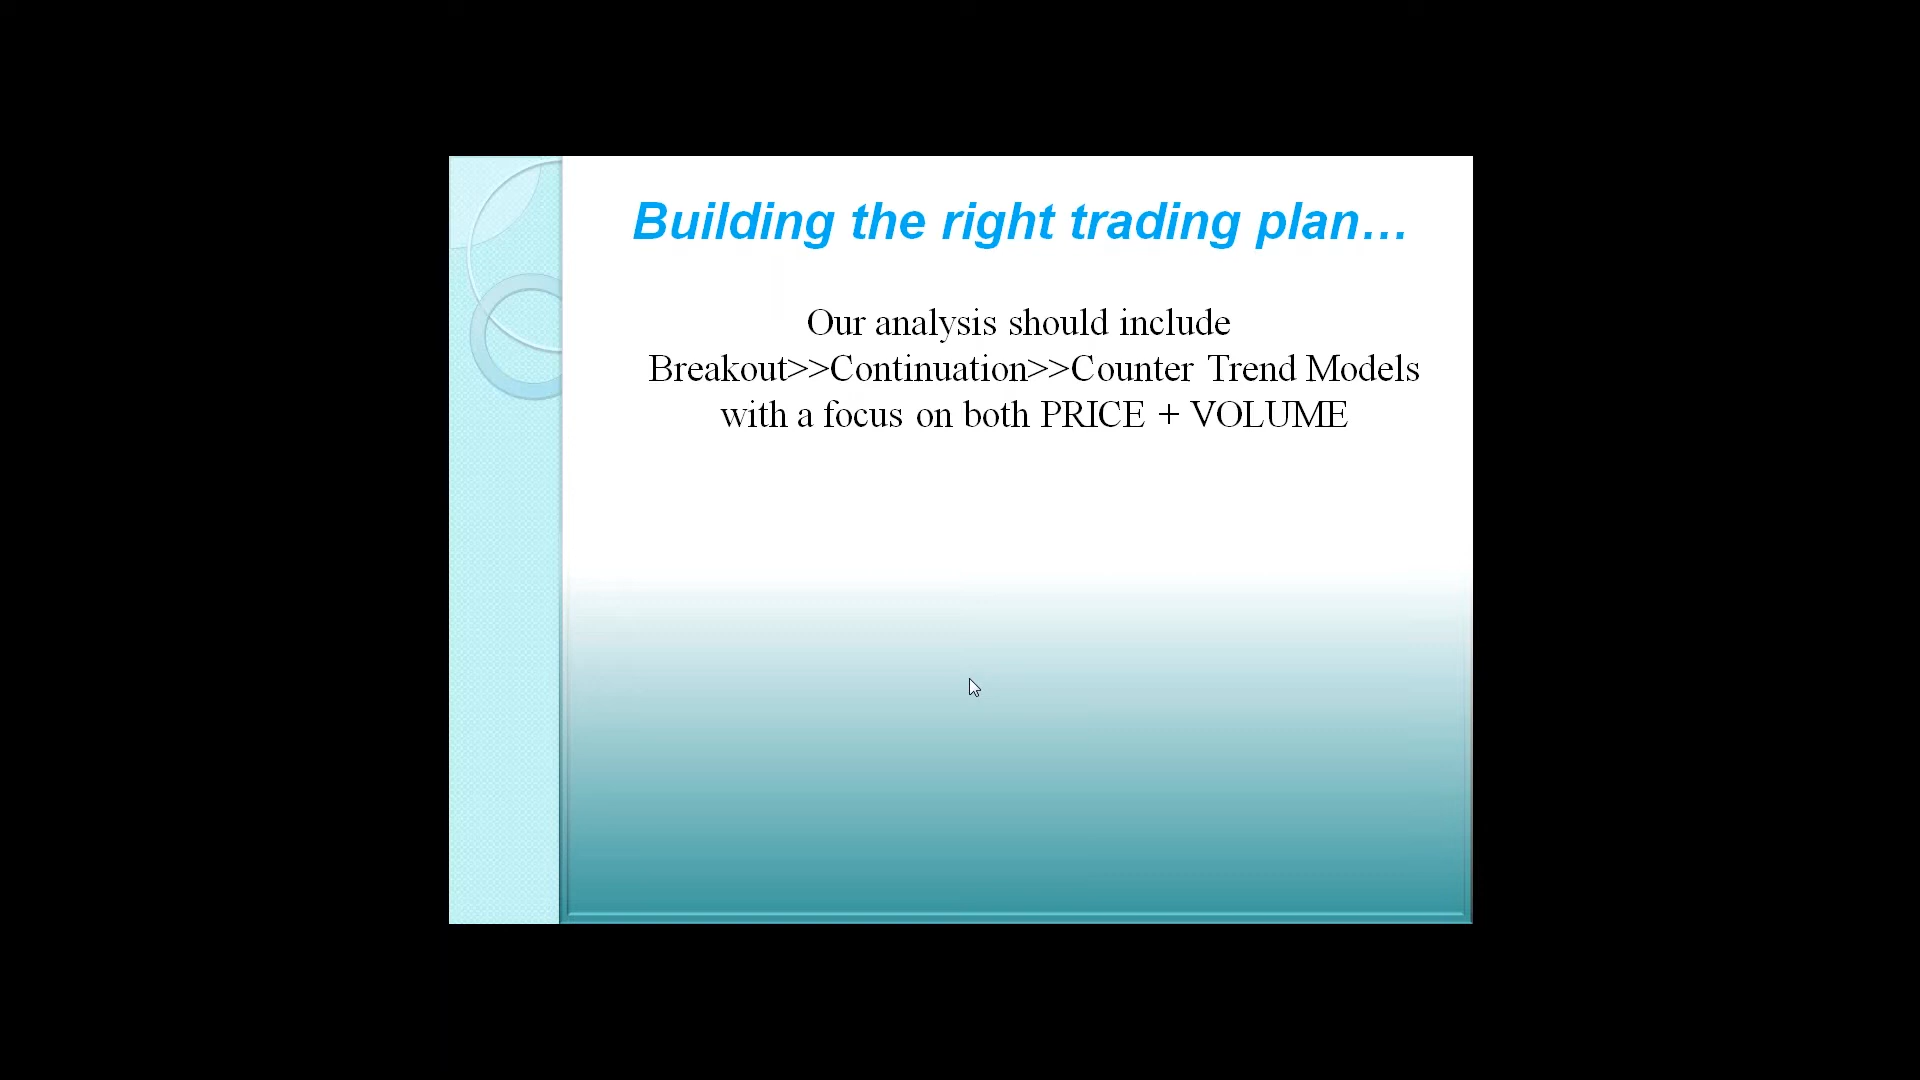 Building the right trading plan…
Our analysis should include
Breakout>>Continuation>>Counter Trend Models
with a focus on both PRICE + VOLUME